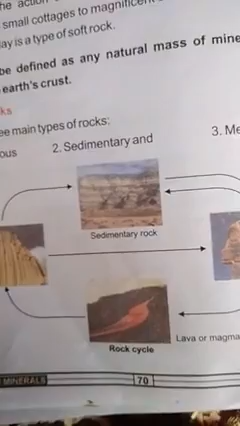 small cottages to magnificent
ay is a type of soft rock.
be defined as any natural mass of mine
earth's crust.
ks
ee main types of rocks:
ous 2. Sedimentary and 3. Me
Sedimentary rock
Lava or magma
Rock cycle
MINERALS 70